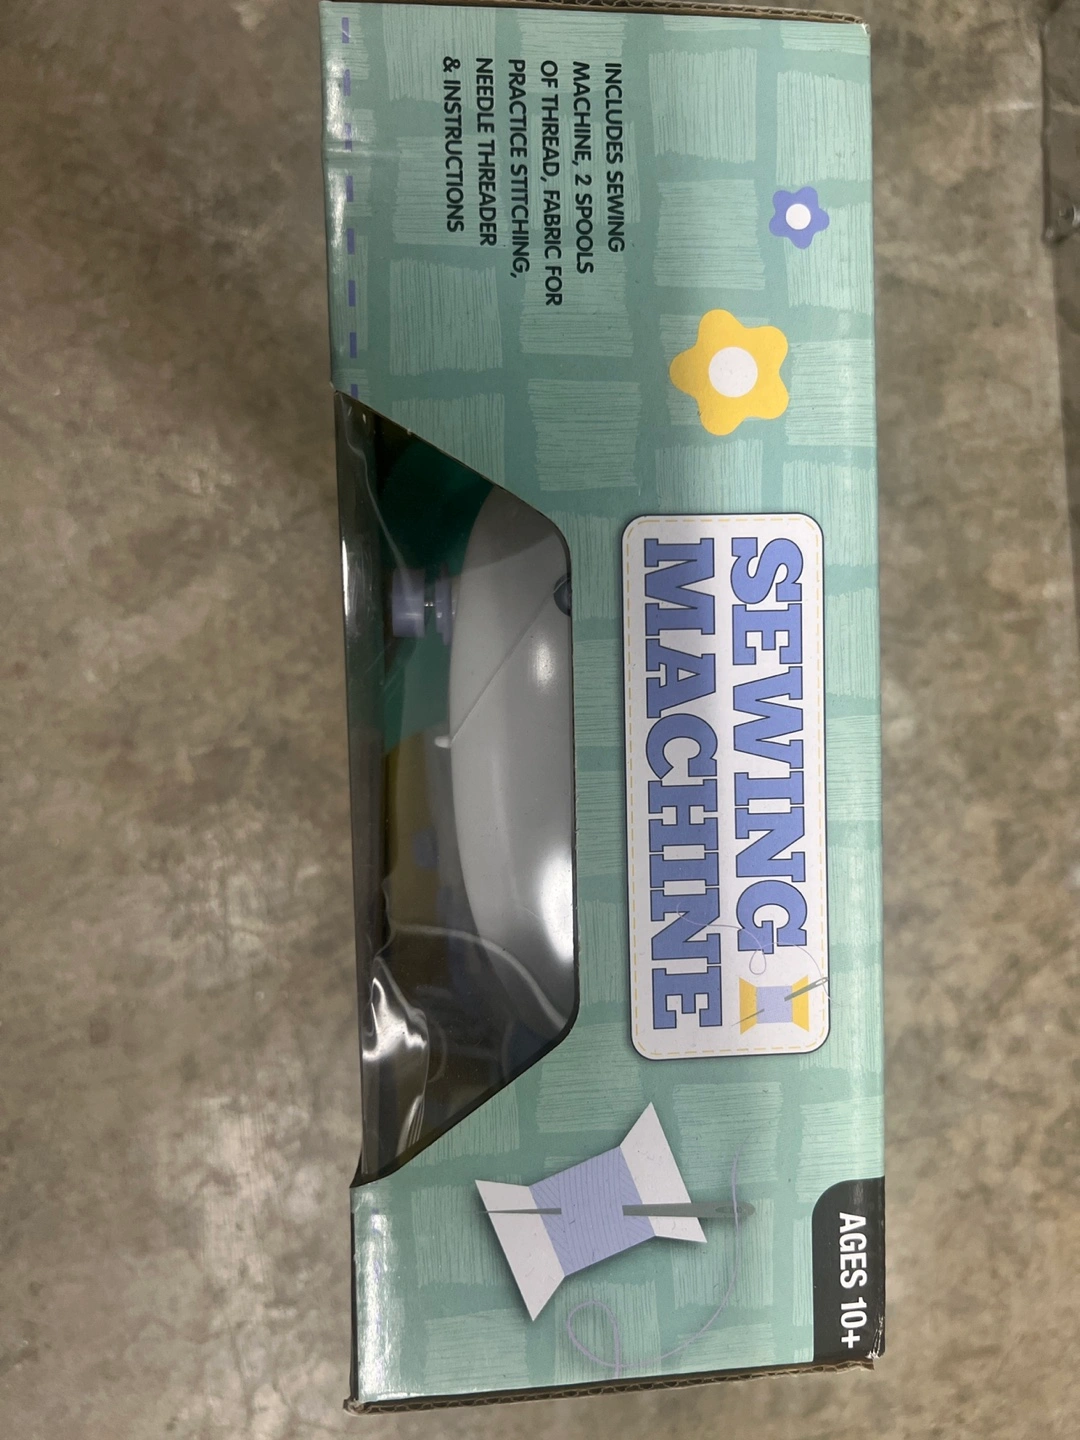 INCLUDES SEWING
MACHINE, 2 SPOOLS
OF THREAD, FABRIC FOR
PRACTICE STITCHING,
NEEDLE THREADER
& INSTRUCTIONS
SEWING
MACHINE
AGES 10+